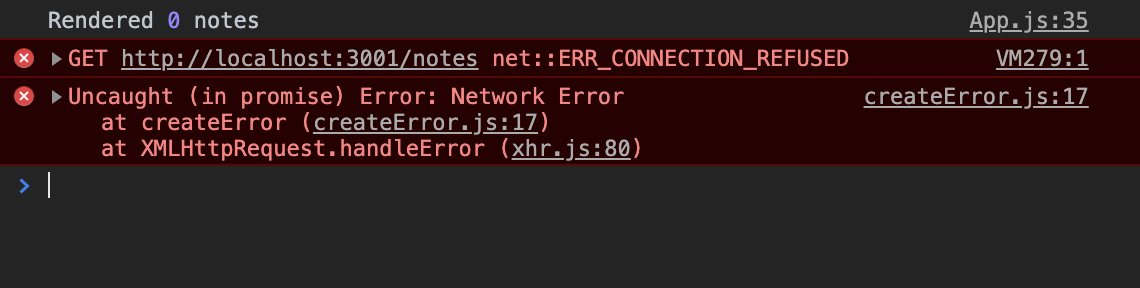 Rendered 0 notes App.js:35
GET http://localhost:3001/notes net::ERR_CONNECTION_REFUSED VM279:1
Uncaught (in promise) Error: Network Error createError.js:17
at createError (createError.js:17)
at XMLHttpRequest.handleError (xhr.js:80)